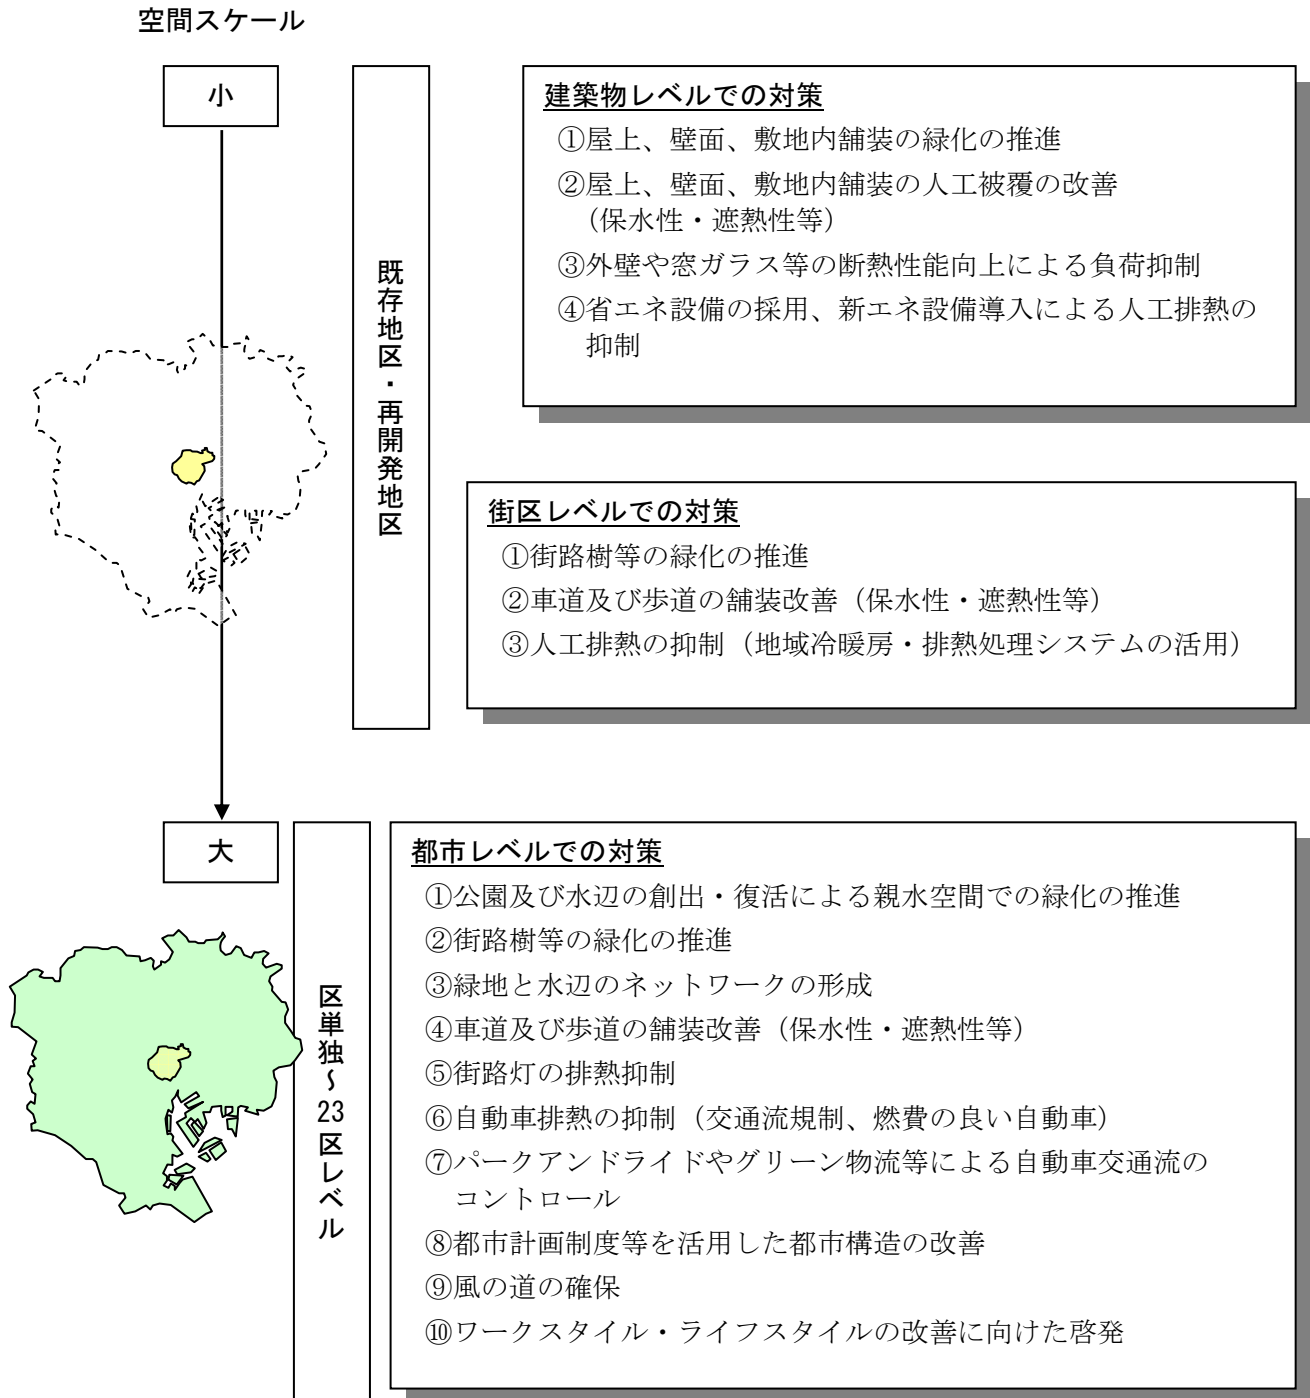 空間スケール
小
既存地区・再開発地区
建築物レベルでの対策
①屋上、壁面、敷地内舗装の緑化の推進
②屋上、壁面、敷地内舗装の人工被覆の改善
（保水性・遮熱性等）
③外壁や窓ガラス等の断熱性能向上による負荷抑制
④省エネ設備の採用、新エネ設備導入による人工排熱の
抑制
街区レベルでの対策
①街路樹等の緑化の推進
②車道及び歩道の舗装改善（保水性・遮熱性等）
③人工排熱の抑制（地域冷暖房・排熱処理システムの活用）
大
区単独～23区レベル
都市レベルでの対策
①公園及び水辺の創出・復活による親水空間での緑化の推進
②街路樹等の緑化の推進
③緑地と水辺のネットワークの形成
④車道及び歩道の舗装改善（保水性・遮熱性等）
⑤街路灯の排熱抑制
⑥自動車排熱の抑制（交通流規制、燃費の良い自動車）
⑦パークアンドライドやグリーン物流等による自動車交通流の
コントロール
⑧都市計画制度等を活用した都市構造の改善
⑨風の道の確保
⑩ワークスタイル・ライフスタイルの改善に向けた啓発